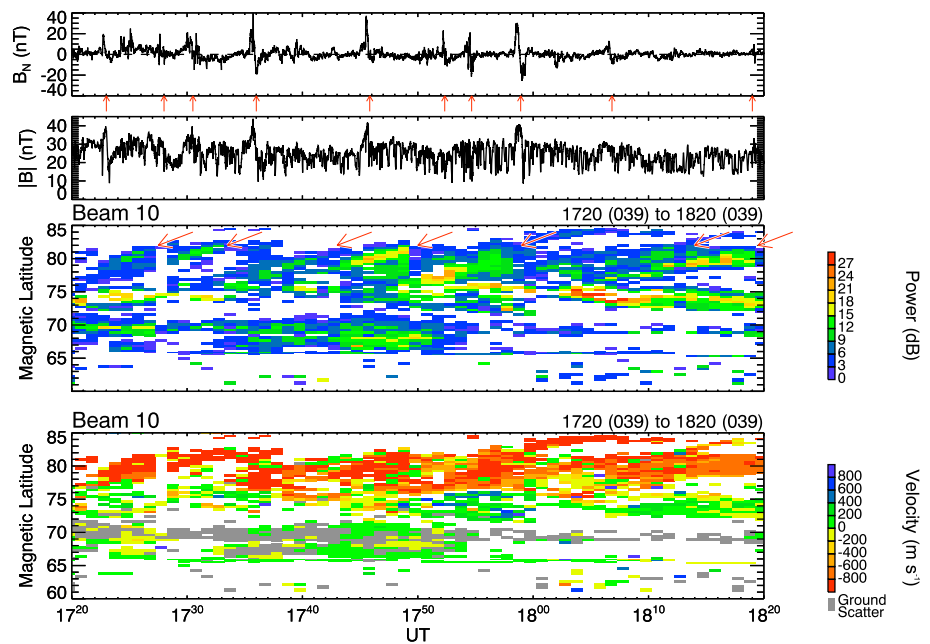 40
20
0
-20
-40
B_N (nT)
40
30
20
10
0
|B| (nT)
Beam 10
1720 (039) to 1820 (039)
85
80
75
70
65
Magnetic Latitude
27
24
21
18
15
12
9
6
3
0
Power (dB)
Beam 10
1720 (039) to 1820 (039)
85
80
75
70
65
60
Magnetic Latitude
800
600
400
200
0
-200
-400
-600
-800
Ground
Scatter
Velocity (m s⁻¹)
17²⁰ 17³⁰ 17⁴⁰ 17⁵⁰ 18⁰⁰ 18¹⁰ 18²⁰
UT